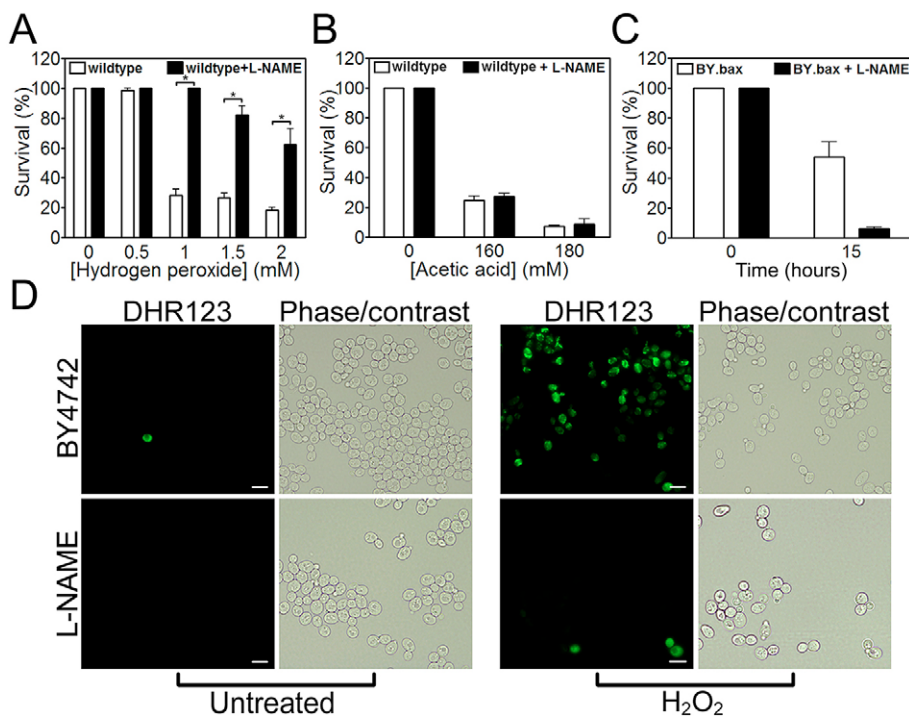 A
B
C
120
100
80
60
40
20
0
Survival (%)
wildtype
wildtype+L-NAME
*
*
*
0 0.5 1 1.5 2
[Hydrogen peroxide] (mM)
120
100
80
60
40
20
0
Survival (%)
wildtype
wildtype + L-NAME
0 160 180
[Acetic acid] (mM)
120
100
80
60
40
20
0
Survival (%)
BY.bax
BY.bax + L-NAME
0 15
Time (hours)
D
DHR123 Phase/contrast DHR123 Phase/contrast
BY4742
L-NAME
Untreated
H₂O₂